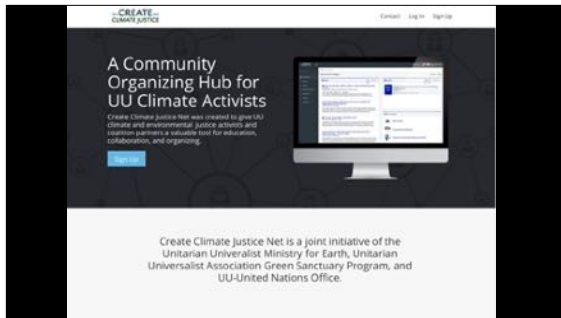 CREATE
CLIMATE JUSTICE
Contact Log In Sign Up
A Community
Organizing Hub for
UU Climate Activists
Create Climate Justice Net was created to give UU
climate and environmental justice activists and
coalition partners a valuable tool for education,
collaboration, and organizing.
Sign Up
Create Climate Justice Net is a joint initiative of the
Unitarian Univeralist Ministry for Earth, Unitarian
Universalist Association Green Sanctuary Program, and
UU-United Nations Office.